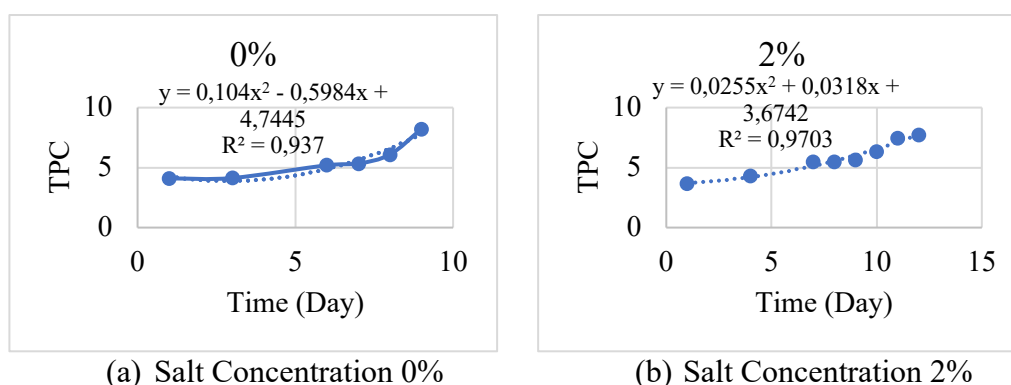 0%
y = 0,104x² - 0,5984x +
4,7445
R² = 0,937
10
5
0
0 5 10
TPC
Time (Day)
(a) Salt Concentration 0%
2%
y = 0,0255x² + 0,0318x +
3,6742
R² = 0,9703
10
5
0
0 5 10 15
TPC
Time (Day)
(b) Salt Concentration 2%